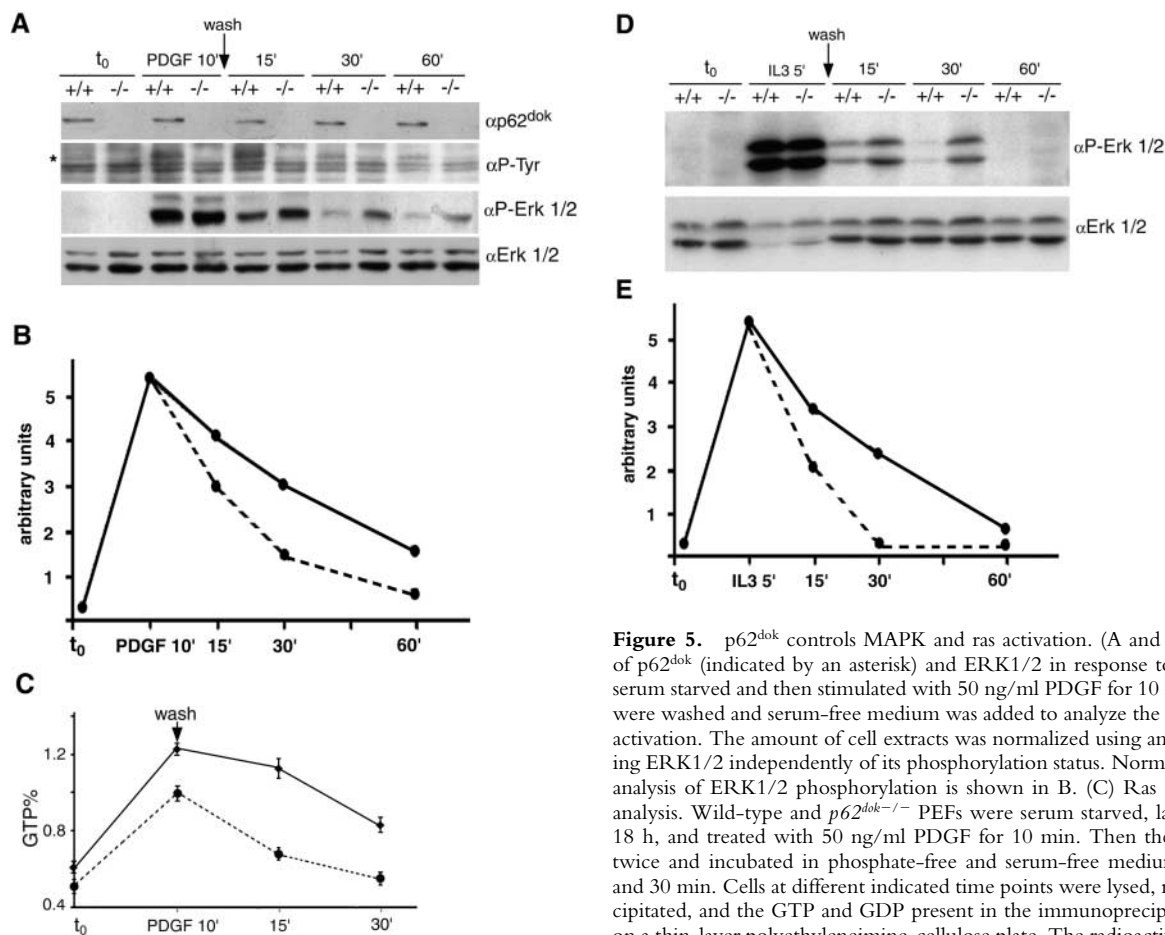 A
wash
t0 PDGF 10' 15' 30' 60'
+/+ -/- +/+ -/- +/+ -/- +/+ -/- +/+ -/-
αp62dok
* αP-Tyr
αP-Erk 1/2
αErk 1/2
B
arbitrary units
5
4
3
2
1
t0 PDGF 10' 15' 30' 60'
C
wash
GTP%
1.2
0.8
0.4
t0 PDGF 10' 15' 30'
D
wash
t0 IL3 5' 15' 30' 60'
+/+ -/- +/+ -/- +/+ -/- +/+ -/- +/+ -/-
αP-Erk 1/2
αErk 1/2
E
arbitrary units
5
4
3
2
1
t0 IL3 5' 15' 30' 60'
Figure 5. p62dok controls MAPK and ras activation. (A and
of p62dok (indicated by an asterisk) and ERK1/2 in response to
serum starved and then stimulated with 50 ng/ml PDGF for 10
were washed and serum-free medium was added to analyze the
activation. The amount of cell extracts was normalized using an
ing ERK1/2 independently of its phosphorylation status. Norm
analysis of ERK1/2 phosphorylation is shown in B. (C) Ras
analysis. Wild-type and p62dok−/− PEFs were serum starved, la
18 h, and treated with 50 ng/ml PDGF for 10 min. Then the
twice and incubated in phosphate-free and serum-free medium
and 30 min. Cells at different indicated time points were lysed, r
cipitated, and the GTP and GDP present in the immunoprecip